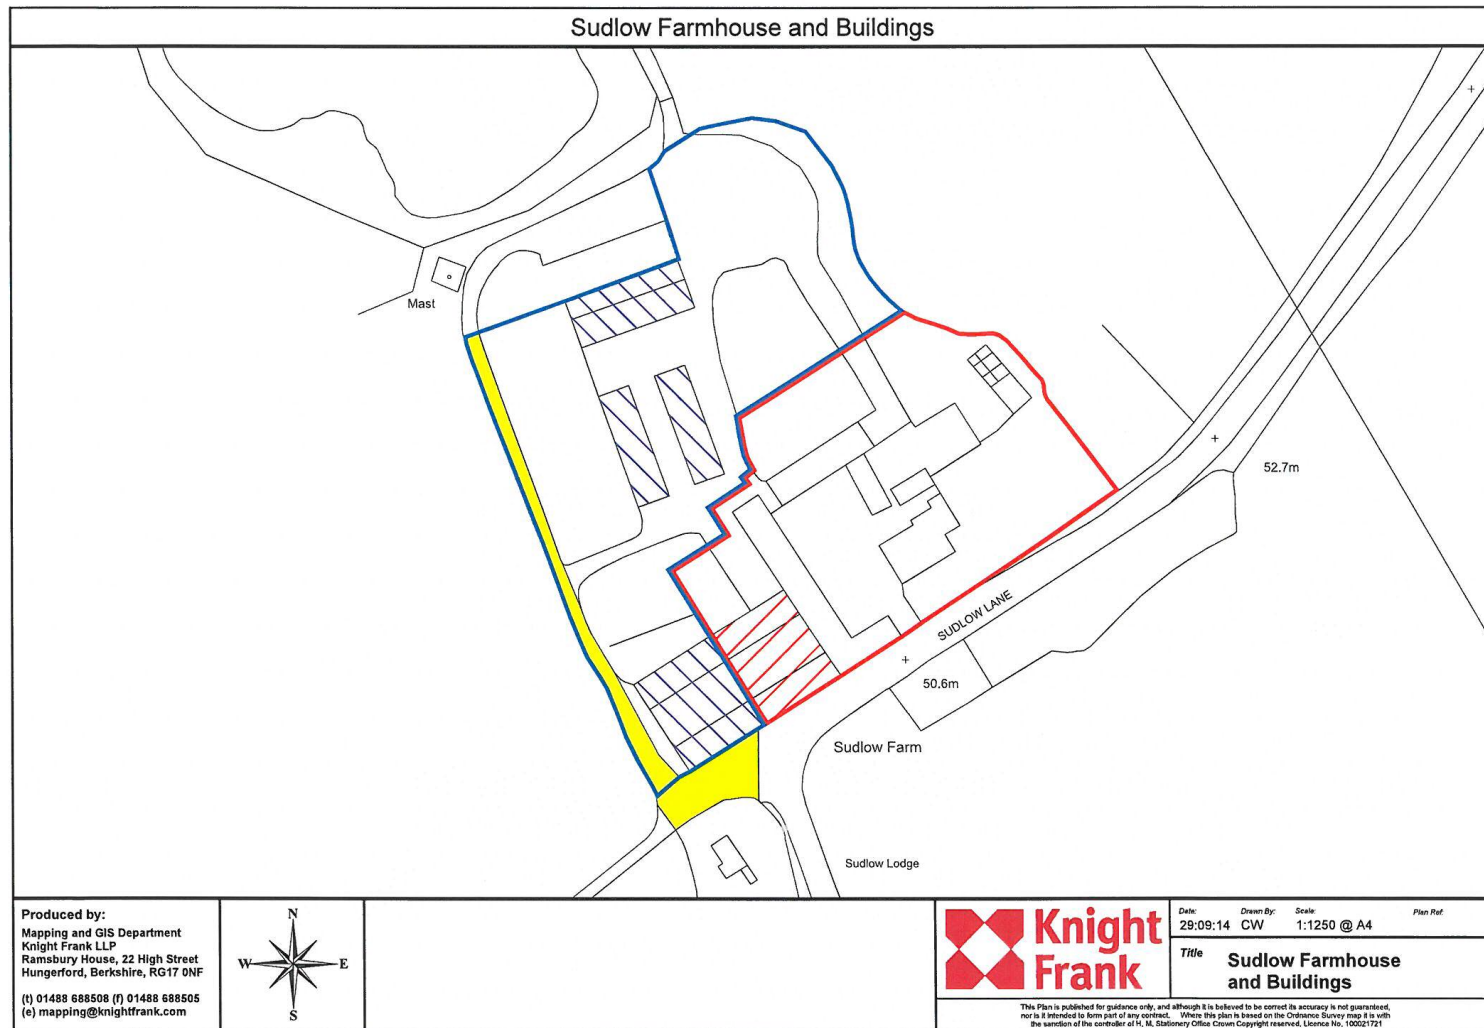 Sudlow Farmhouse and Buildings
Mast
52.7m
SUDLOW LANE
50.6m
Sudlow Farm
Sudlow Lodge
Produced by:
Mapping and GIS Department
Knight Frank LLP
Ramsbury House, 22 High Street
Hungerford, Berkshire, RG17 0NF
(t) 01488 688508 (f) 01488 688505
(e) mapping@knightfrank.com
N
W E
S
Knight
Frank
Date: Drawn By: Scale: Plan Ref:
29:09:14 CW 1:1250 @ A4
Title Sudlow Farmhouse
and Buildings
This Plan is published for guidance only, and although it is believed to be correct its accuracy is not guaranteed,
nor is it intended to form part of any contract. Where this plan is based on the Ordnance Survey map it is with
the sanction of the controller of H. M. Stationery Office Crown Copyright reserved, Licence No. 100021721